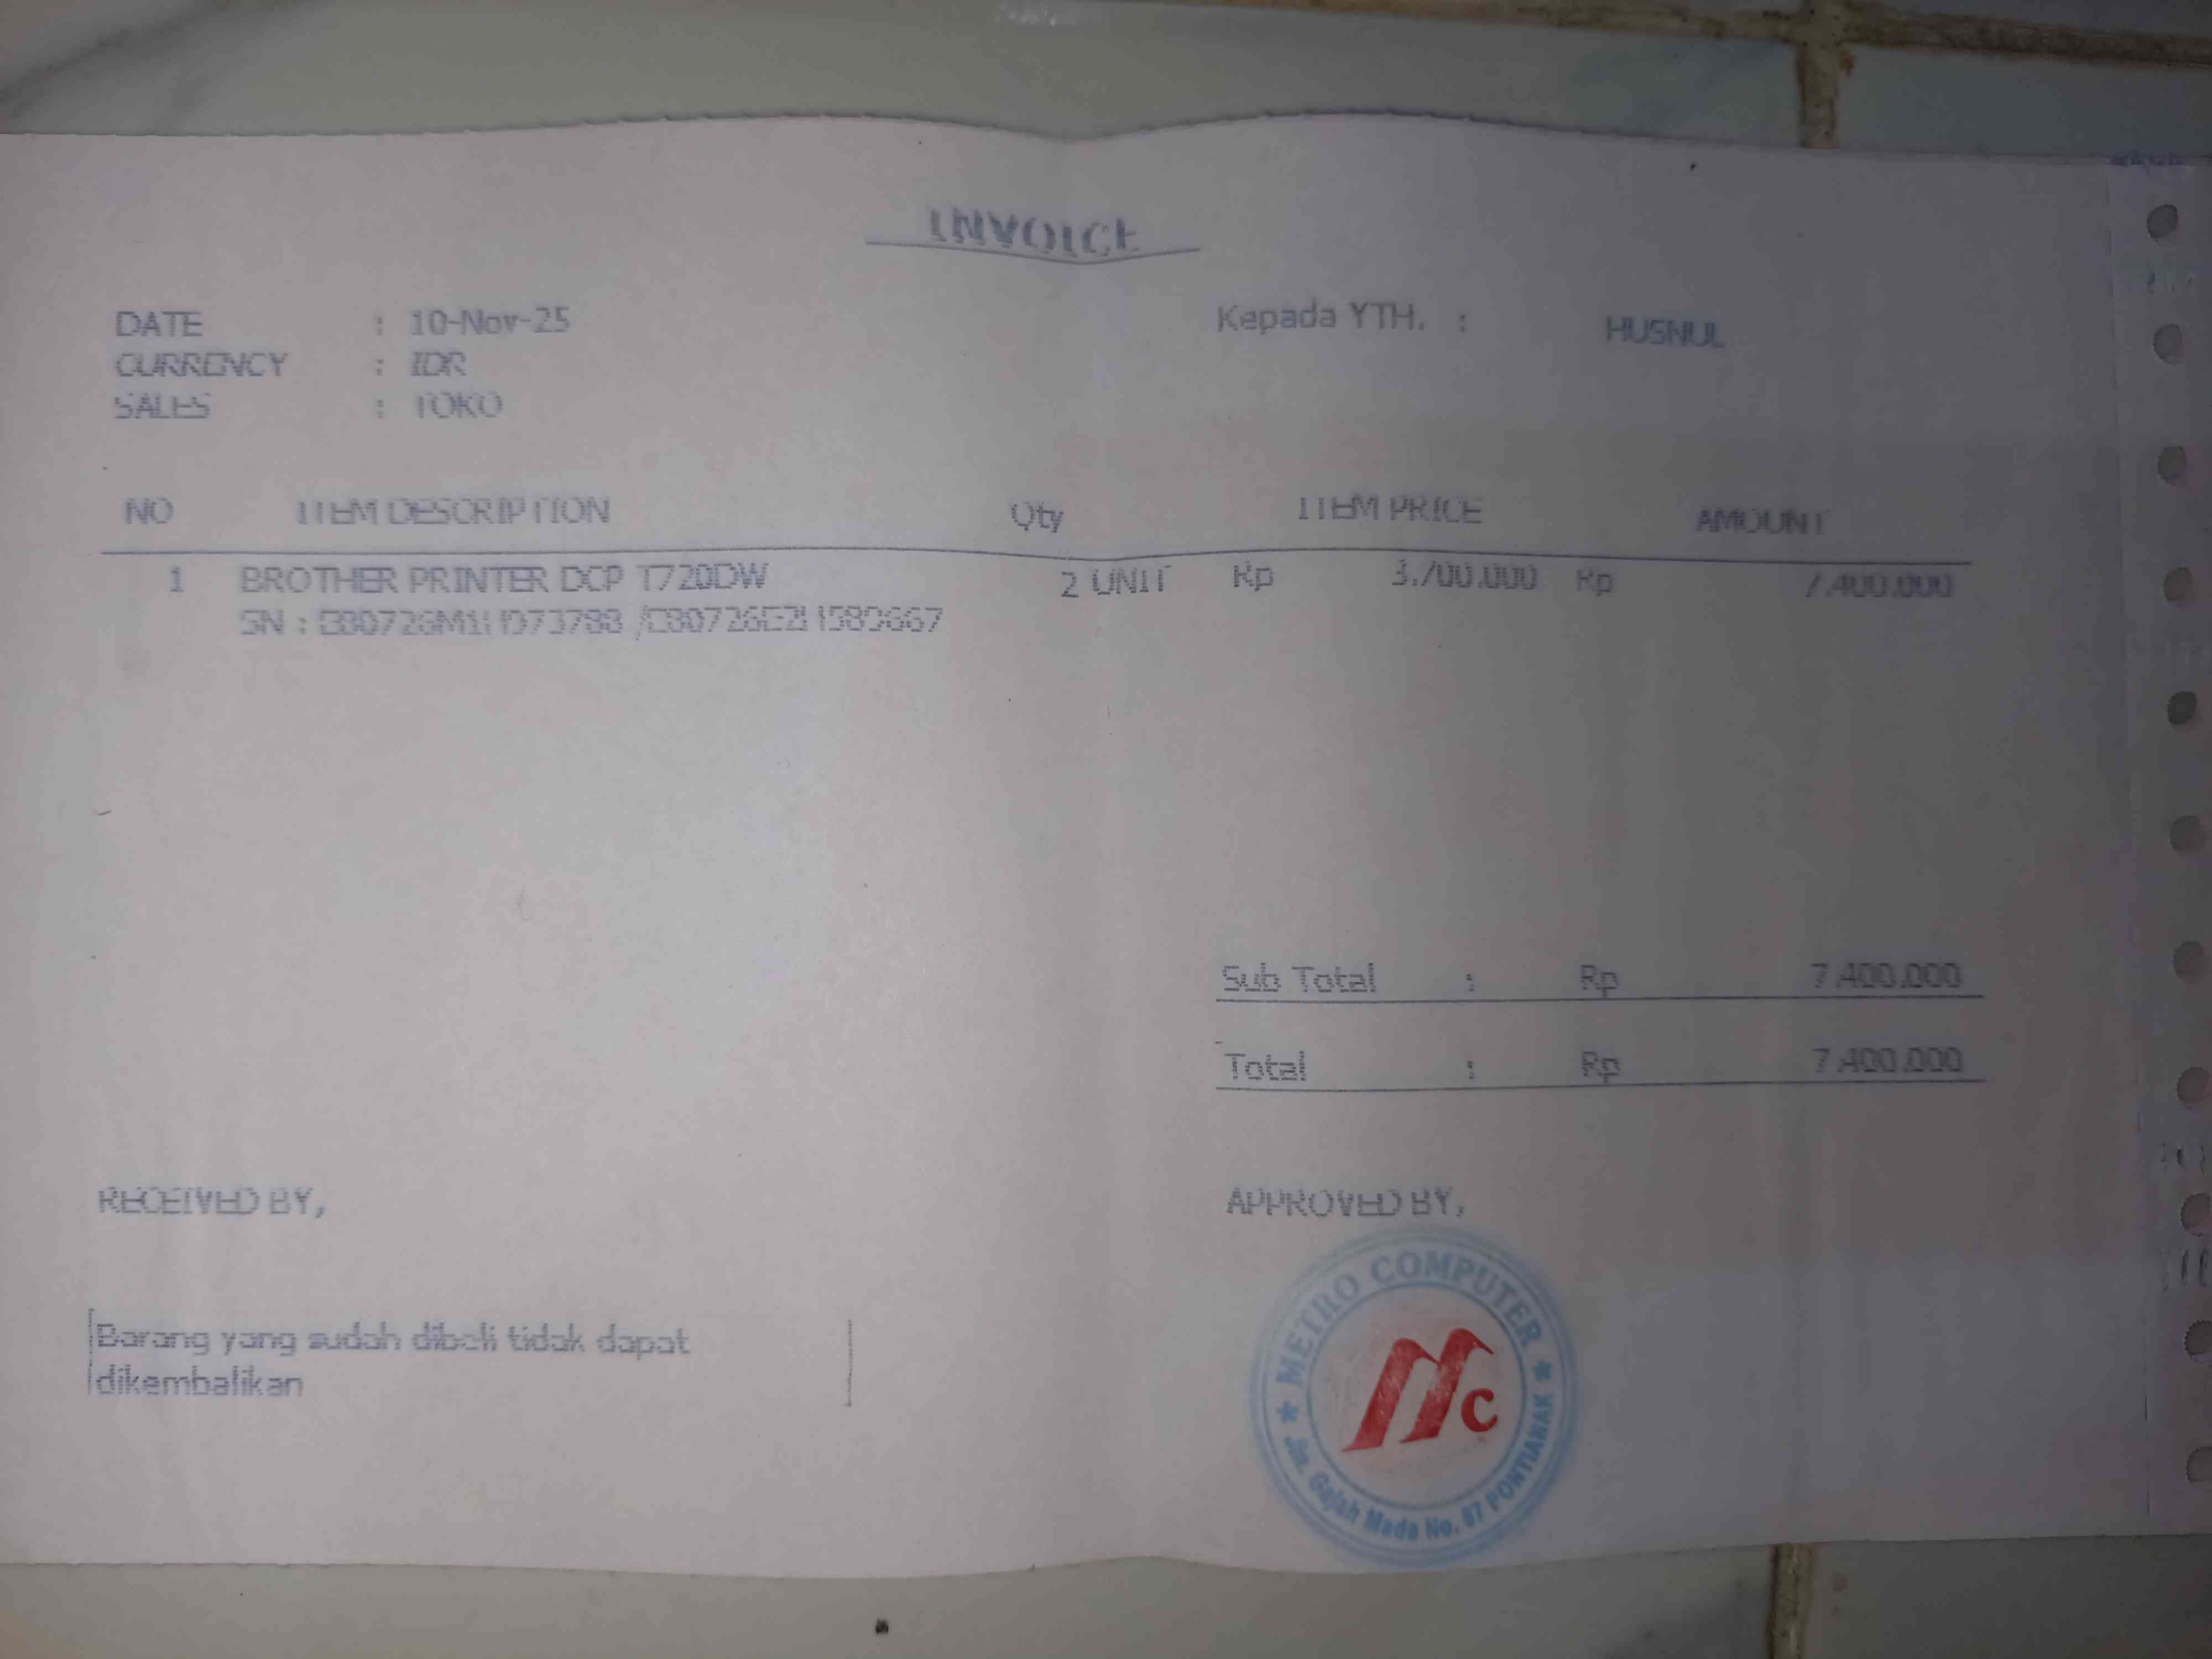 INVOICE
DATE : 10-Nov-25
CURRENCY : IDR
SALES : TOKO
Kepada YTH. : HUSNUL
NO ITEM DESCRIPTION Qty ITEM PRICE AMOUNT
1 BROTHER PRINTER DCP T720DW 2 UNIT Rp 3.700.000 Rp 7.400.000
SN :
Sub Total : Rp 7.400.000
Total : Rp 7.400.000
RECEIVED BY,
APPROVED BY,
METRO COMPUTER
Mc
Jln. Gajah Mada No. 87 PONTIANAK
Barang yang sudah dibeli tidak dapat
dikembalikan